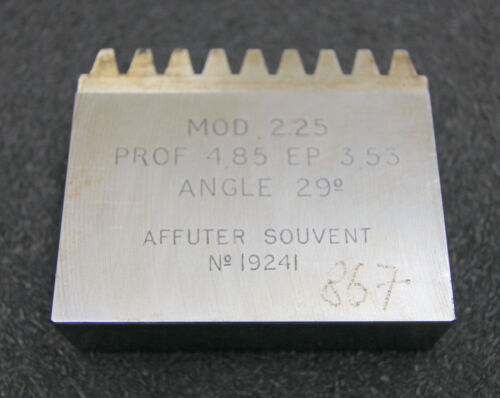 MOD 2.25
PROF 4.85 EP 3.53
ANGLE 29º
AFFUTER SOUVENT
Nº 19241
867